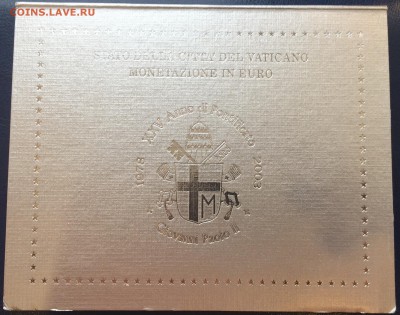 COINS.LAVE.RU
STATO DELLA CITTÀ DEL VATICANO
MONETAZIONE IN EURO
1978 XXV Anno di Pontificato 2003
M
Giovanni Paolo II